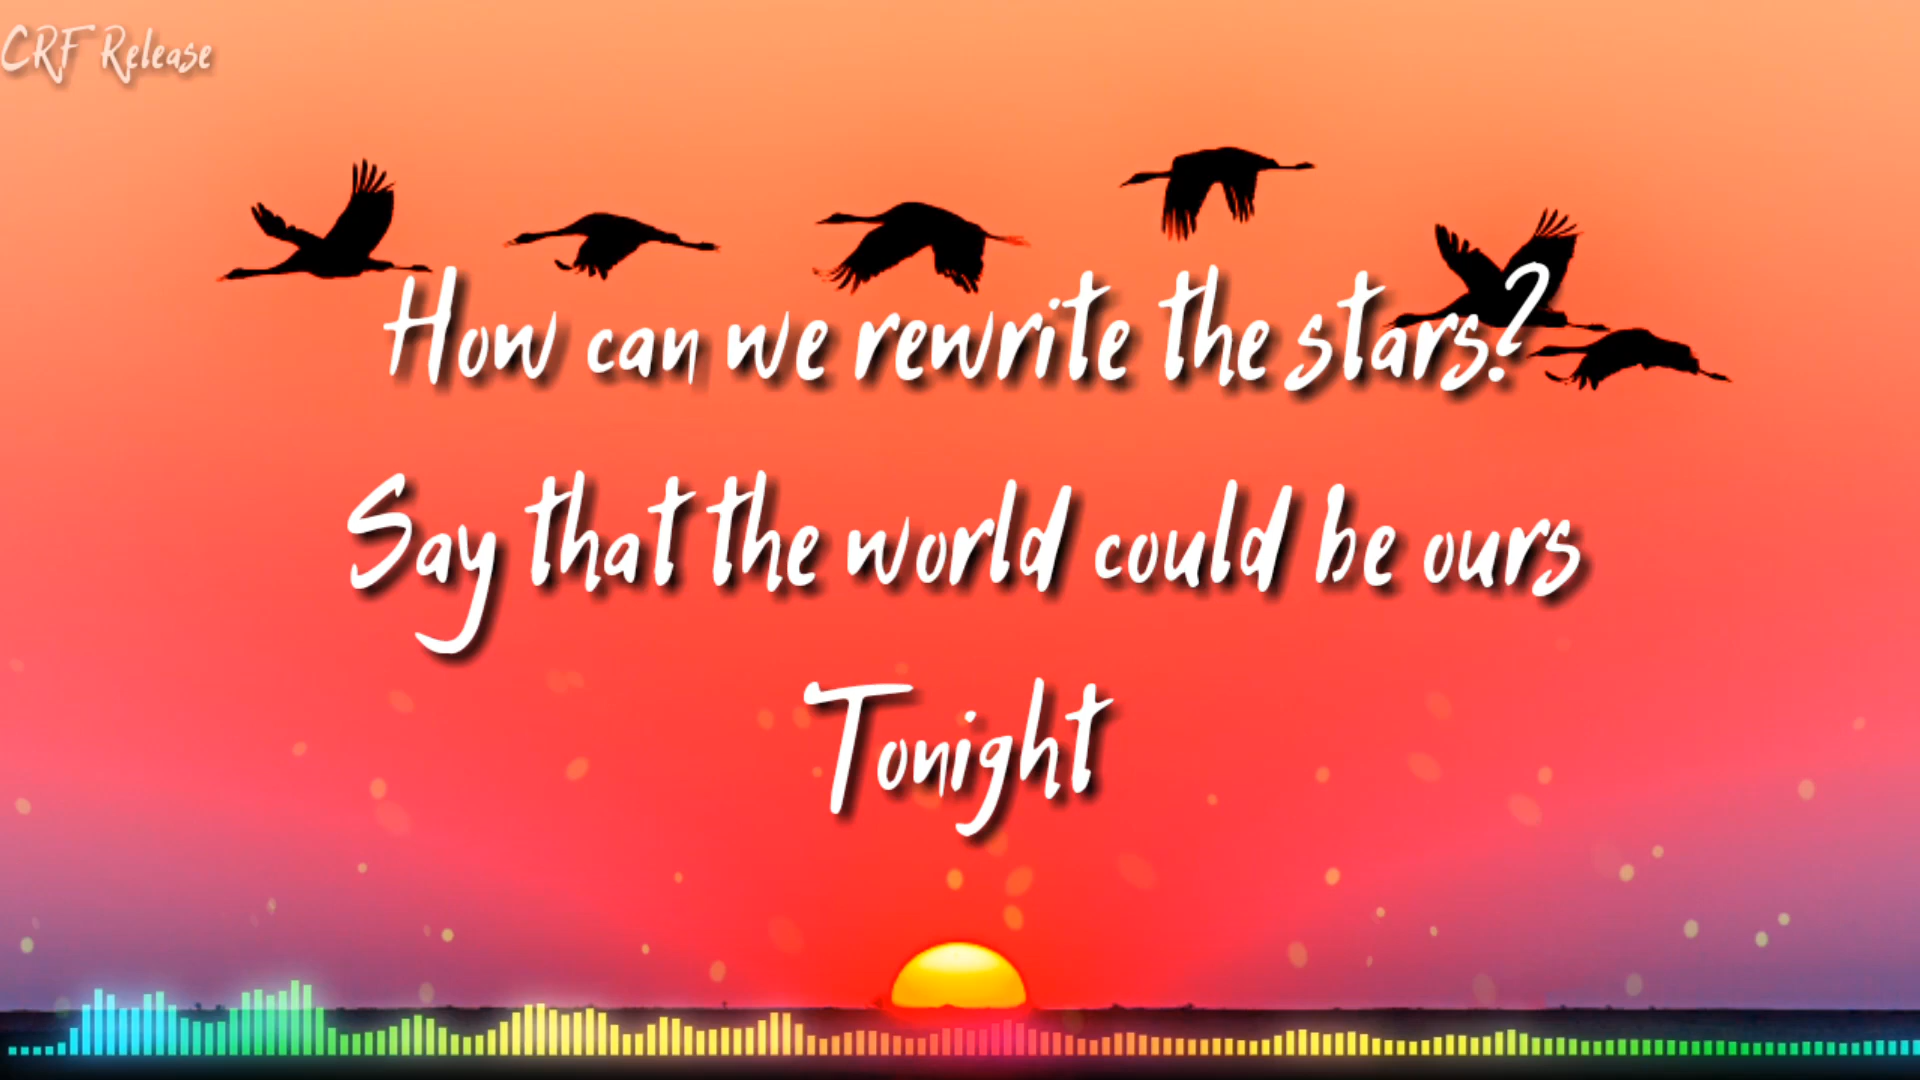 CRF Release
How can we rewrite the stars?
Say that the world could be ours
Tonight